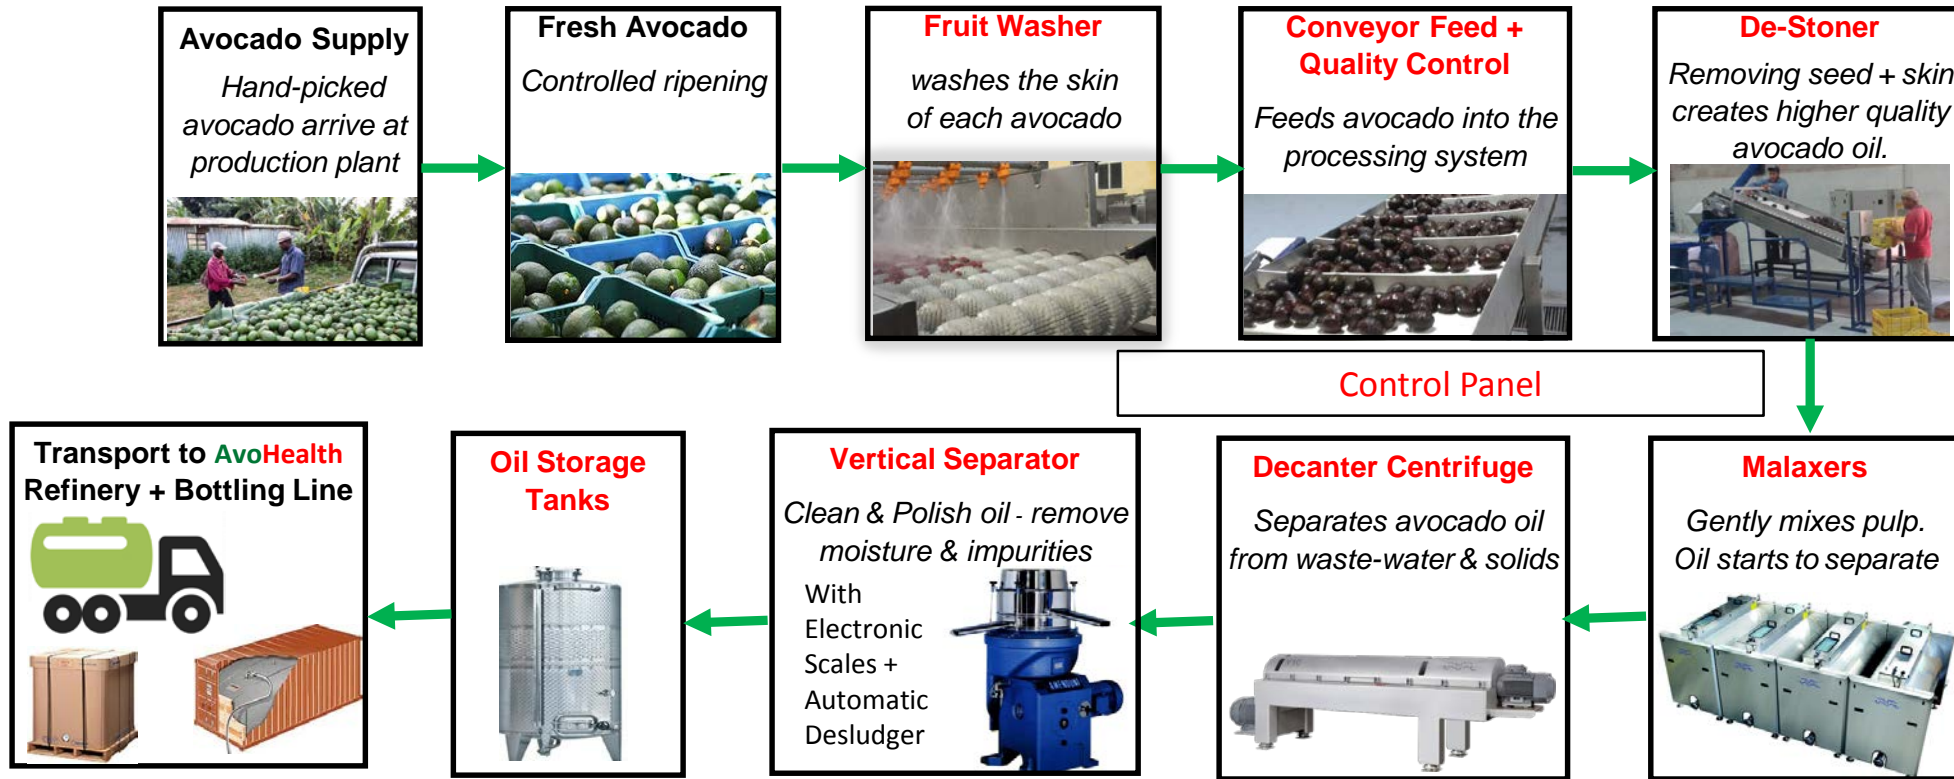 Avocado Supply
Hand-picked
avocado arrive at
production plant
Fresh Avocado
Controlled ripening
Fruit Washer
washes the skin
of each avocado
Conveyor Feed +
Quality Control
Feeds avocado into the
processing system
De-Stoner
Removing seed + skin
creates higher quality
avocado oil.
Control Panel
Malaxers
Gently mixes pulp.
Oil starts to separate
Decanter Centrifuge
Separates avocado oil
from waste-water & solids
Vertical Separator
Clean & Polish oil - remove
moisture & impurities
With
Electronic
Scales +
Automatic
Desludger
Oil Storage
Tanks
Transport to AvoHealth
Refinery + Bottling Line